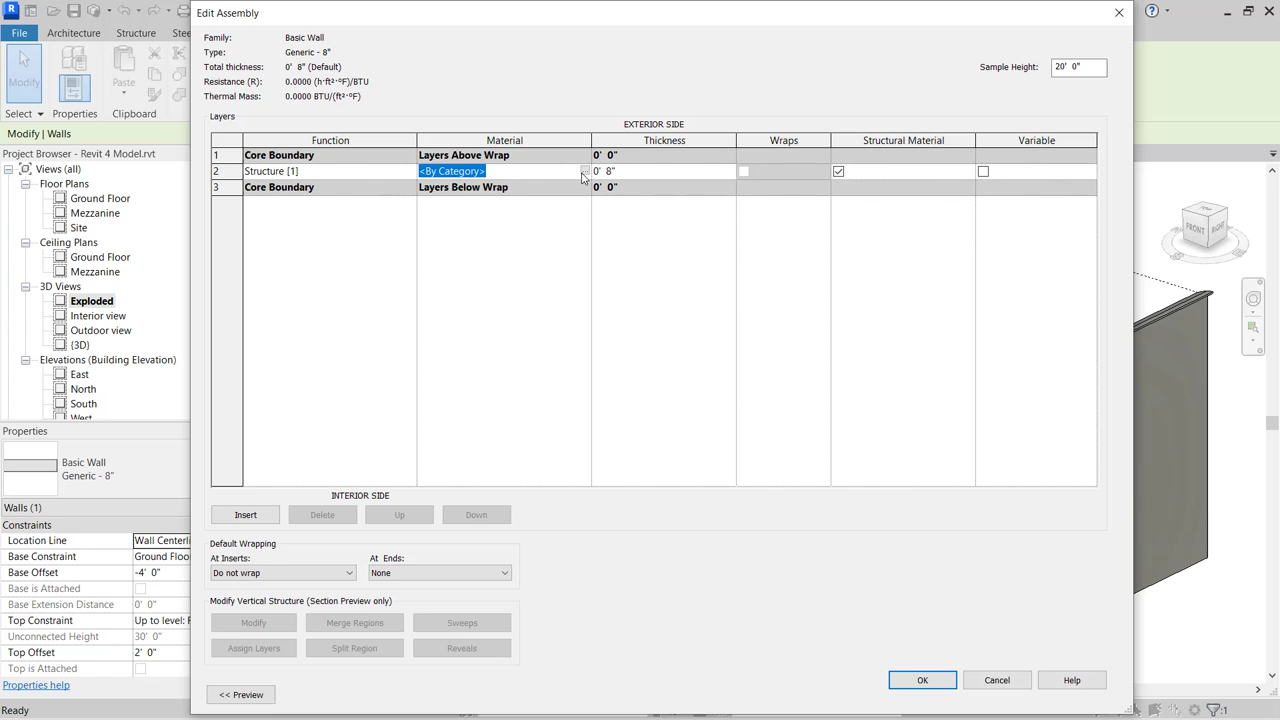 Edit Assembly
File
Architecture
Structure
Modify
Paste
Select
Properties
Clipboard
Modify | Walls
Project Browser - Revit 4 Model.rvt
Views (all)
Floor Plans
Ground Floor
Mezzanine
Site
Ceiling Plans
Ground Floor
Mezzanine
3D Views
Exploded
Interior view
Outdoor view
{3D}
Elevations (Building Elevation)
East
North
South
West
Properties
Basic Wall
Generic - 8"
Walls (1)
Constraints
Location Line
Base Constraint
Ground Floo
Base Offset
-4' 0"
Base is Attached
Base Extension Distance
0' 0"
Top Constraint
Up to level:
Unconnected Height
30' 0"
Top Offset
2' 0"
Top is Attached
Properties help
Ready
Family: Basic Wall
Type: Generic - 8"
Total thickness: 0' 8" (Default)
Resistance (R): 0.0000 (h·ft²·ºF)/BTU
Thermal Mass: 0.0000 BTU/(ft²·ºF)
Sample Height: 20' 0"
Layers
EXTERIOR SIDE
Function Material Thickness Wraps Structural Material Variable
1 Core Boundary Layers Above Wrap 0' 0"
2 Structure [1] <By Category> 0' 8"
3 Core Boundary Layers Below Wrap 0' 0"
INTERIOR SIDE
Insert Delete Up Down
Default Wrapping
At Inserts: At Ends:
Do not wrap None
Modify Vertical Structure (Section Preview only)
Modify Merge Regions Sweeps
Assign Layers Split Region Reveals
<< Preview
OK Cancel Help
FRONT
RIGHT
:1